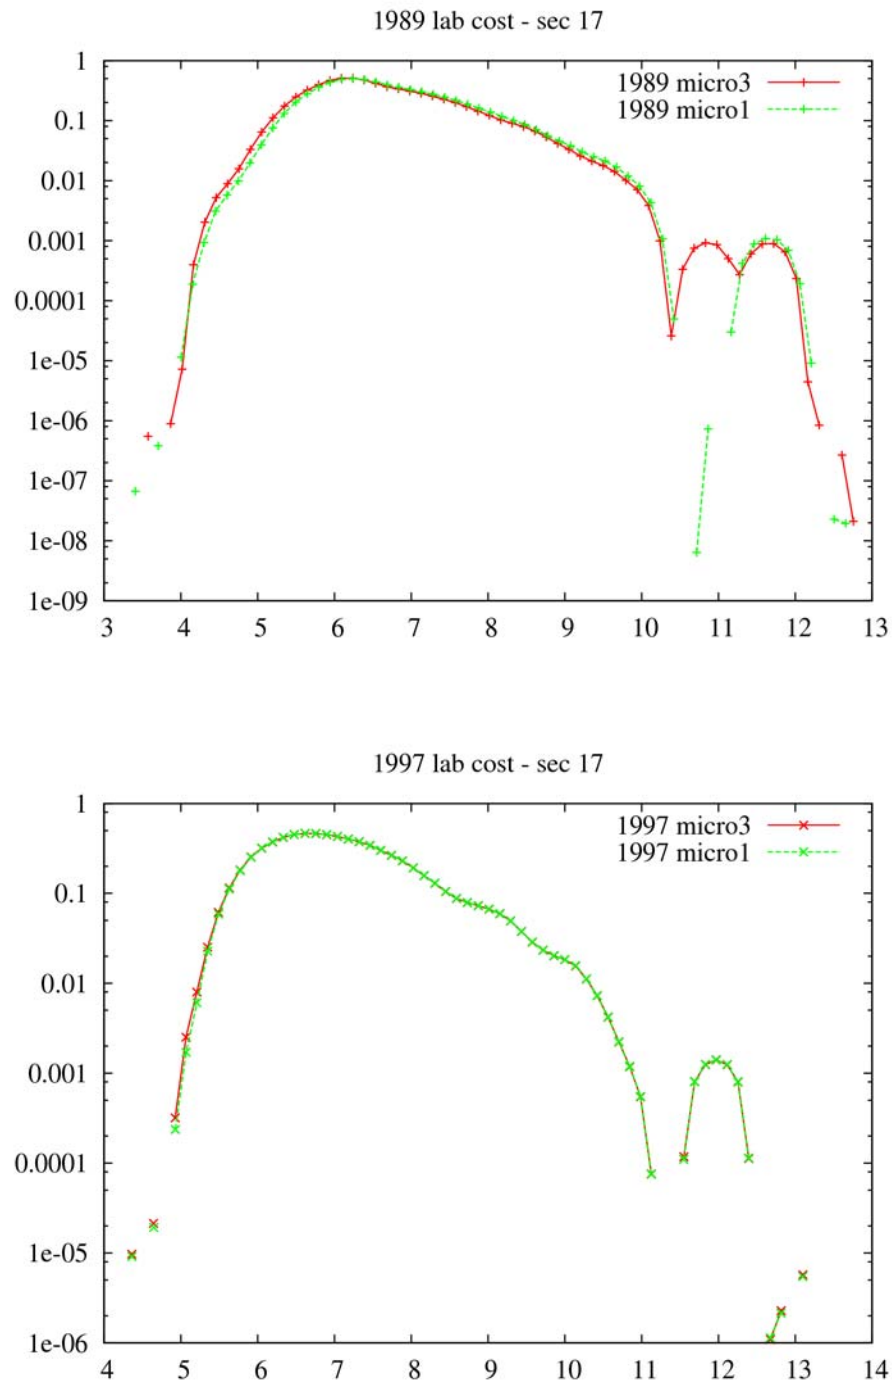 1989 lab cost - sec 17
1
0.1
0.01
0.001
0.0001
1e-05
1e-06
1e-07
1e-08
1e-09
1989 micro3
1989 micro1
3 4 5 6 7 8 9 10 11 12 13
1997 lab cost - sec 17
1
0.1
0.01
0.001
0.0001
1e-05
1e-06
1997 micro3
1997 micro1
4 5 6 7 8 9 10 11 12 13 14